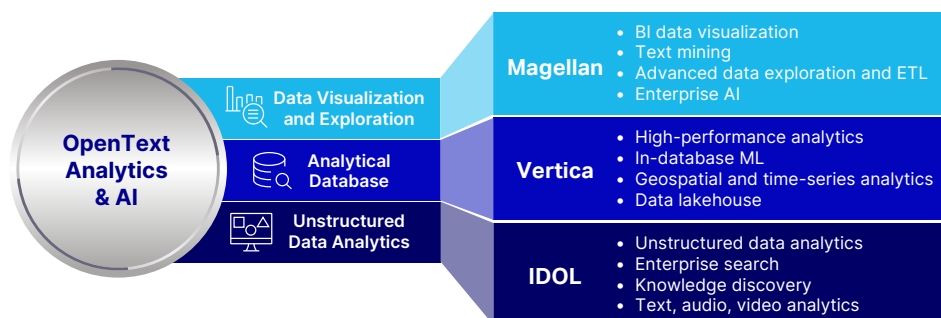 OpenText
Analytics
& AI
Data Visualization
and Exploration
Analytical
Database
Unstructured
Data Analytics
Magellan
• BI data visualization
• Text mining
• Advanced data exploration and ETL
• Enterprise AI
Vertica
• High-performance analytics
• In-database ML
• Geospatial and time-series analytics
• Data lakehouse
IDOL
• Unstructured data analytics
• Enterprise search
• Knowledge discovery
• Text, audio, video analytics